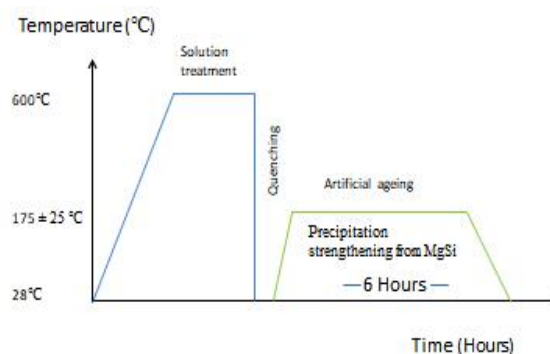 Temperature (℃)
Solution
treatment
600℃
Quenching
Artificial ageing
175 ± 25 ℃
Precipitation
strengthening from MgSi
6 Hours
28℃
Time (Hours)